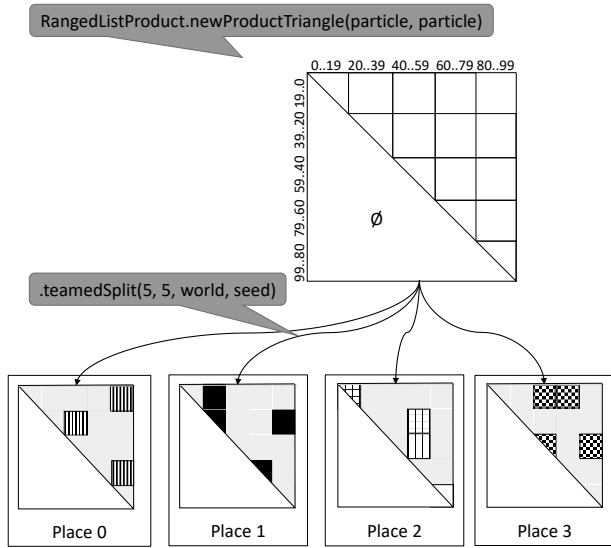 RangedListProduct.newProductTriangle(particle, particle)
0..19 20..39 40..59 60..79 80..99
19..0
39..20
59..40
79..60
99..80
Ø
.teamedSplit(5, 5, world, seed)
Place 0 Place 1 Place 2 Place 3